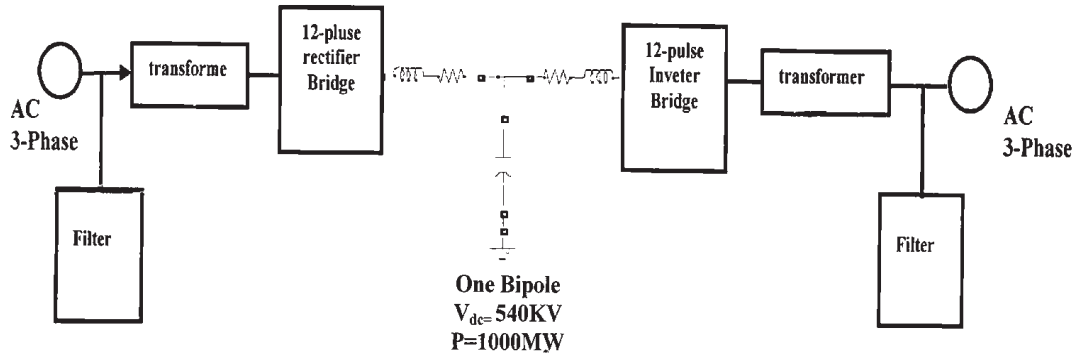 AC
3-Phase
transforme
12-pluse
rectifier
Bridge
12-pulse
Inveter
Bridge
transformer
AC
3-Phase
Filter
Filter
One Bipole
Vdc= 540KV
P=1000MW